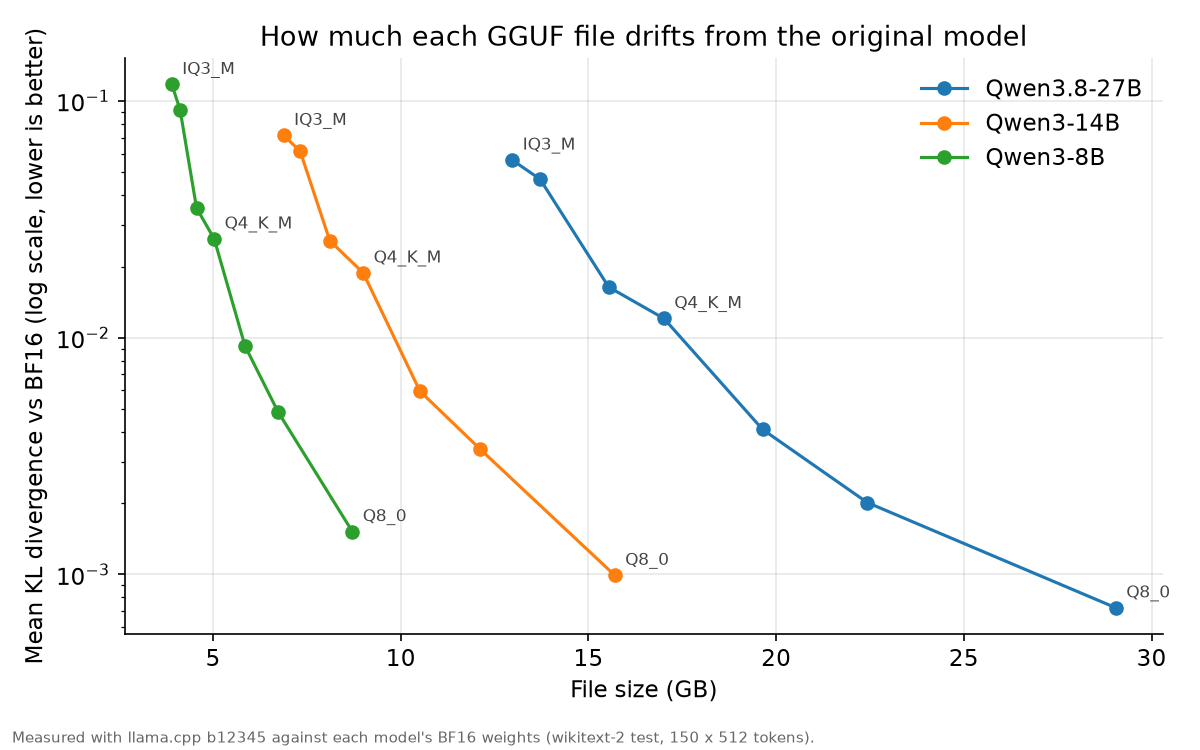 How much each GGUF file drifts from the original model
Mean KL divergence vs BF16 (log scale, lower is better)
10⁻¹
10⁻²
10⁻³
IQ3_M
Q4_K_M
Q8_0
IQ3_M
Q4_K_M
Q8_0
IQ3_M
Q4_K_M
Q8_0
Qwen3.8-27B
Qwen3-14B
Qwen3-8B
5
10
15
20
25
30
File size (GB)
Measured with llama.cpp b12345 against each model's BF16 weights (wikitext-2 test, 150 x 512 tokens).